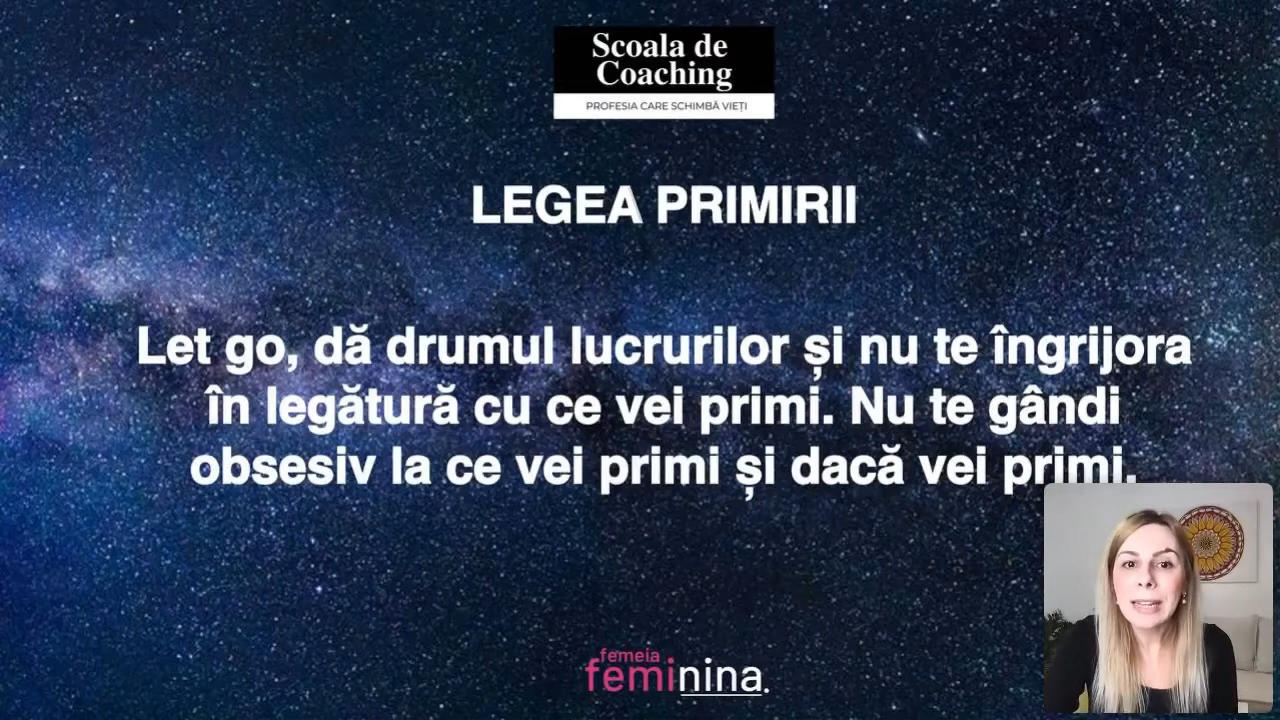 Scoala de
Coaching
PROFESIA CARE SCHIMBĂ VIEȚI
LEGEA PRIMIRII
Let go, dă drumul lucrurilor și nu te îngrijora
în legătură cu ce vei primi. Nu te gândi
obsesiv la ce vei primi și dacă vei primi.
femeia
feminina.